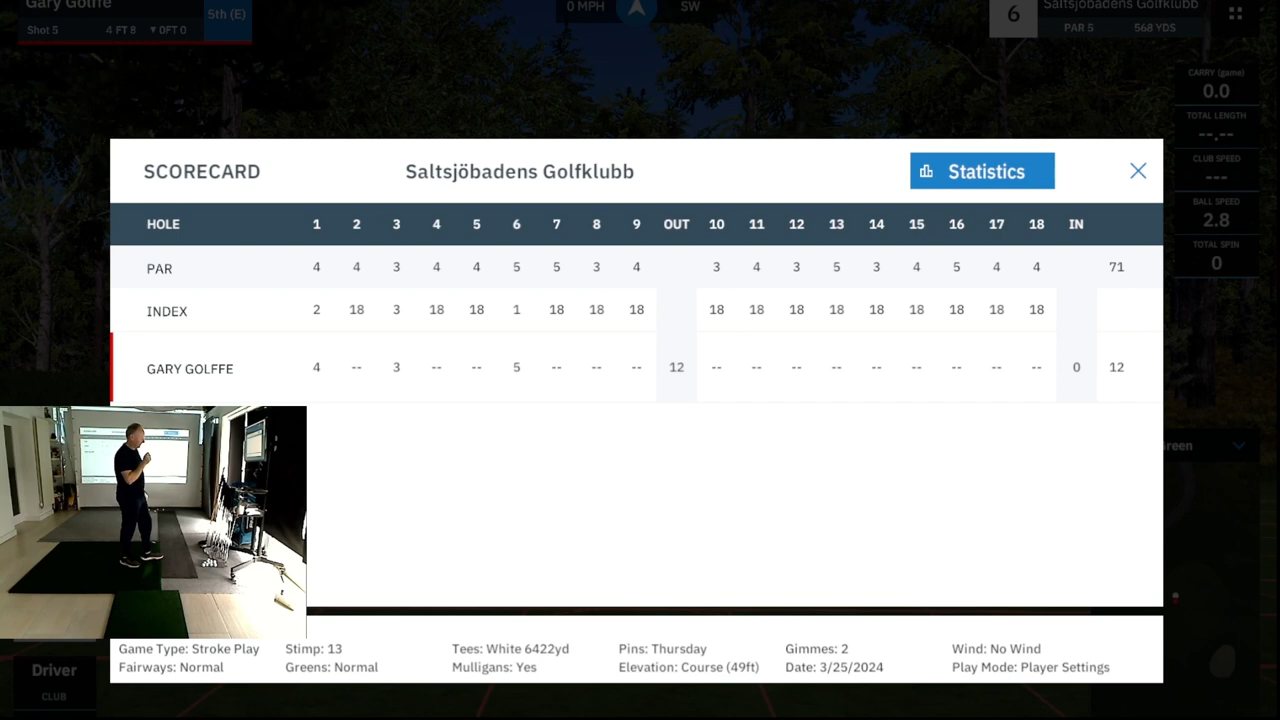 Gary Golffe
5th (E)
Shot 5 4 FT 8 ▼ 0FT 0
0 MPH SW
6
Saltsjöbadens Golfklubb
PAR 5 568 YDS
CARRY (game)
0.0
TOTAL LENGTH
--.--
CLUB SPEED
---
BALL SPEED
2.8
TOTAL SPIN
0
SCORECARD Saltsjöbadens Golfklubb Statistics
HOLE 1 2 3 4 5 6 7 8 9 OUT 10 11 12 13 14 15 16 17 18 IN
PAR 4 4 3 4 4 5 5 3 4 3 4 3 5 3 4 5 4 4 71
INDEX 2 18 3 18 18 1 18 18 18 18 18 18 18 18 18 18 18 18
GARY GOLFFE 4 -- 3 -- -- 5 -- -- -- 12 -- -- -- -- -- -- -- -- -- 0 12
reen
Game Type: Stroke Play Stimp: 13 Tees: White 6422yd Pins: Thursday Gimmes: 2 Wind: No Wind
Fairways: Normal Greens: Normal Mulligans: Yes Elevation: Course (49ft) Date: 3/25/2024 Play Mode: Player Settings
Driver
CLUB